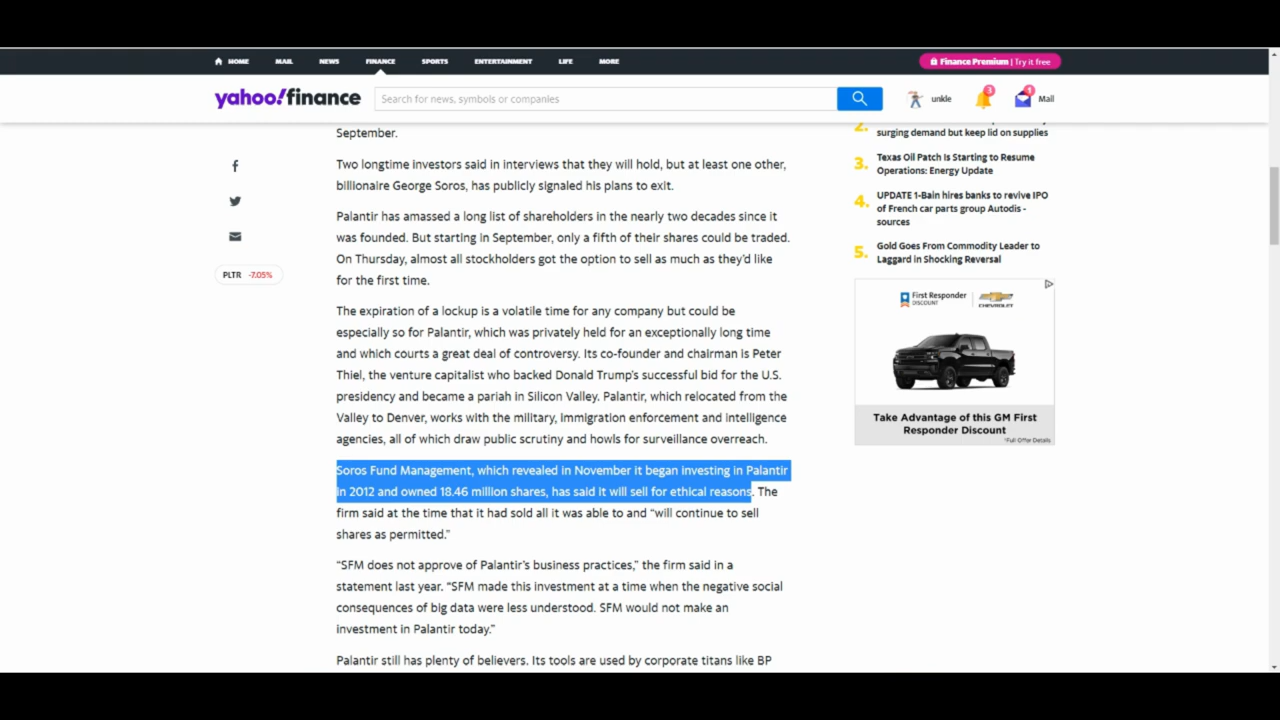 HOME MAIL NEWS FINANCE SPORTS ENTERTAINMENT LIFE MORE Finance Premium | Try it free
yahoo!finance Search for news, symbols or companies unkle 3 1 Mail
September.
Two longtime investors said in interviews that they will hold, but at least one other,
billionaire George Soros, has publicly signaled his plans to exit.
Palantir has amassed a long list of shareholders in the nearly two decades since it
was founded. But starting in September, only a fifth of their shares could be traded.
On Thursday, almost all stockholders got the option to sell as much as they'd like
for the first time.
PLTR -7.05%
The expiration of a lockup is a volatile time for any company but could be
especially so for Palantir, which was privately held for an exceptionally long time
and which courts a great deal of controversy. Its co-founder and chairman is Peter
Thiel, the venture capitalist who backed Donald Trump's successful bid for the U.S.
presidency and became a pariah in Silicon Valley. Palantir, which relocated from the
Valley to Denver, works with the military, immigration enforcement and intelligence
agencies, all of which draw public scrutiny and howls for surveillance overreach.
Soros Fund Management, which revealed in November it began investing in Palantir
in 2012 and owned 18.46 million shares, has said it will sell for ethical reasons. The
firm said at the time that it had sold all it was able to and “will continue to sell
shares as permitted.”
“SFM does not approve of Palantir's business practices,” the firm said in a
statement last year. “SFM made this investment at a time when the negative social
consequences of big data were less understood. SFM would not make an
investment in Palantir today.”
Palantir still has plenty of believers. Its tools are used by corporate titans like BP
2.
surging demand but keep lid on supplies
3. Texas Oil Patch Is Starting to Resume
Operations: Energy Update
4. UPDATE 1-Bain hires banks to revive IPO
of French car parts group Autodis -
sources
5. Gold Goes From Commodity Leader to
Laggard in Shocking Reversal
First Responder
DISCOUNT
CHEVROLET
Take Advantage of this GM First
Responder Discount
*Full Offer Details